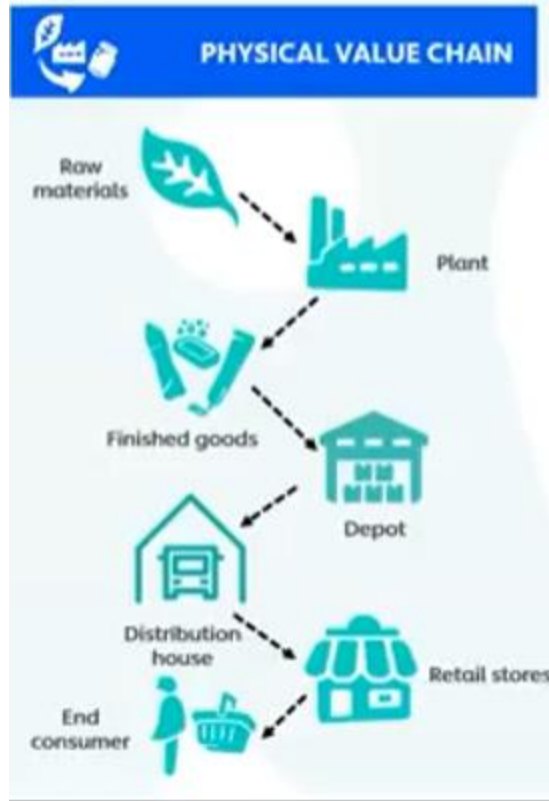 PHYSICAL VALUE CHAIN
Raw
materials
Plant
Finished goods
Depot
Distribution
house
Retail stores
End
consumer